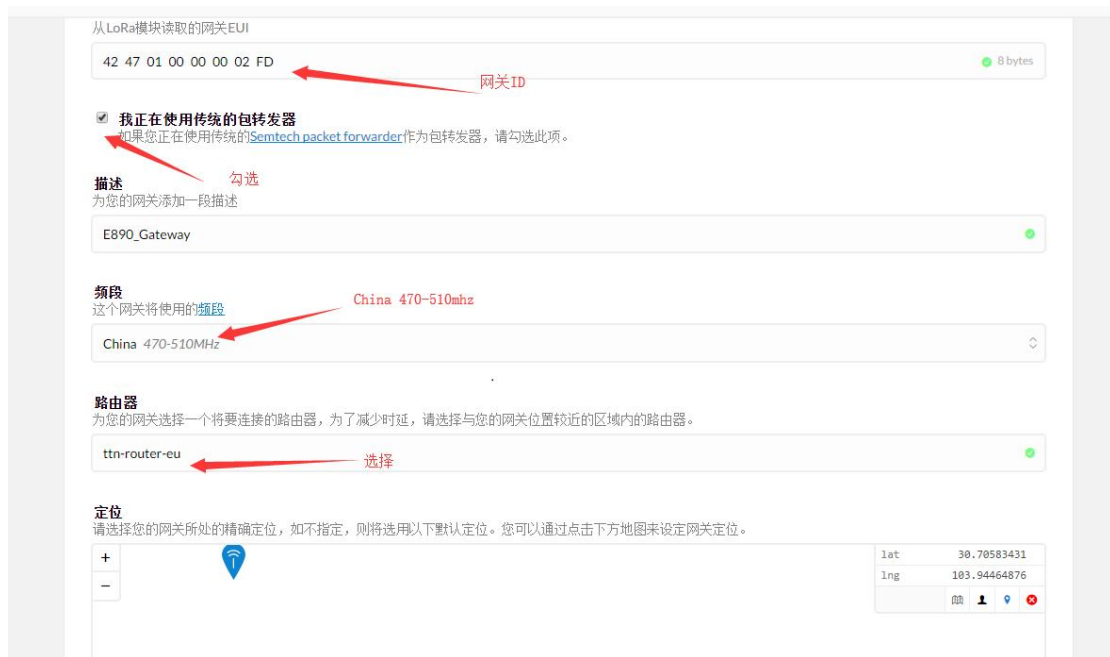 从LoRa模块读取的网关EUI
42 47 01 00 00 00 02 FD
8 bytes
网关ID
我正在使用传统的包转发器
如果您正在使用传统的Semtech packet forwarder作为包转发器，请勾选此项。
勾选
描述
为您的网关添加一段描述
E890_Gateway
频段
China 470-510mhz
这个网关将使用的频段
China 470-510MHz
路由器
为您的网关选择一个将要连接的路由器，为了减少时延，请选择与您的网关位置较近的区域内的路由器。
ttn-router-eu
选择
定位
请选择您的网关所处的精确定位，如不指定，则将选用以下默认定位。您可以通过点击下方地图来设定网关定位。
+
−
lat 30.70583431
lng 103.94464876